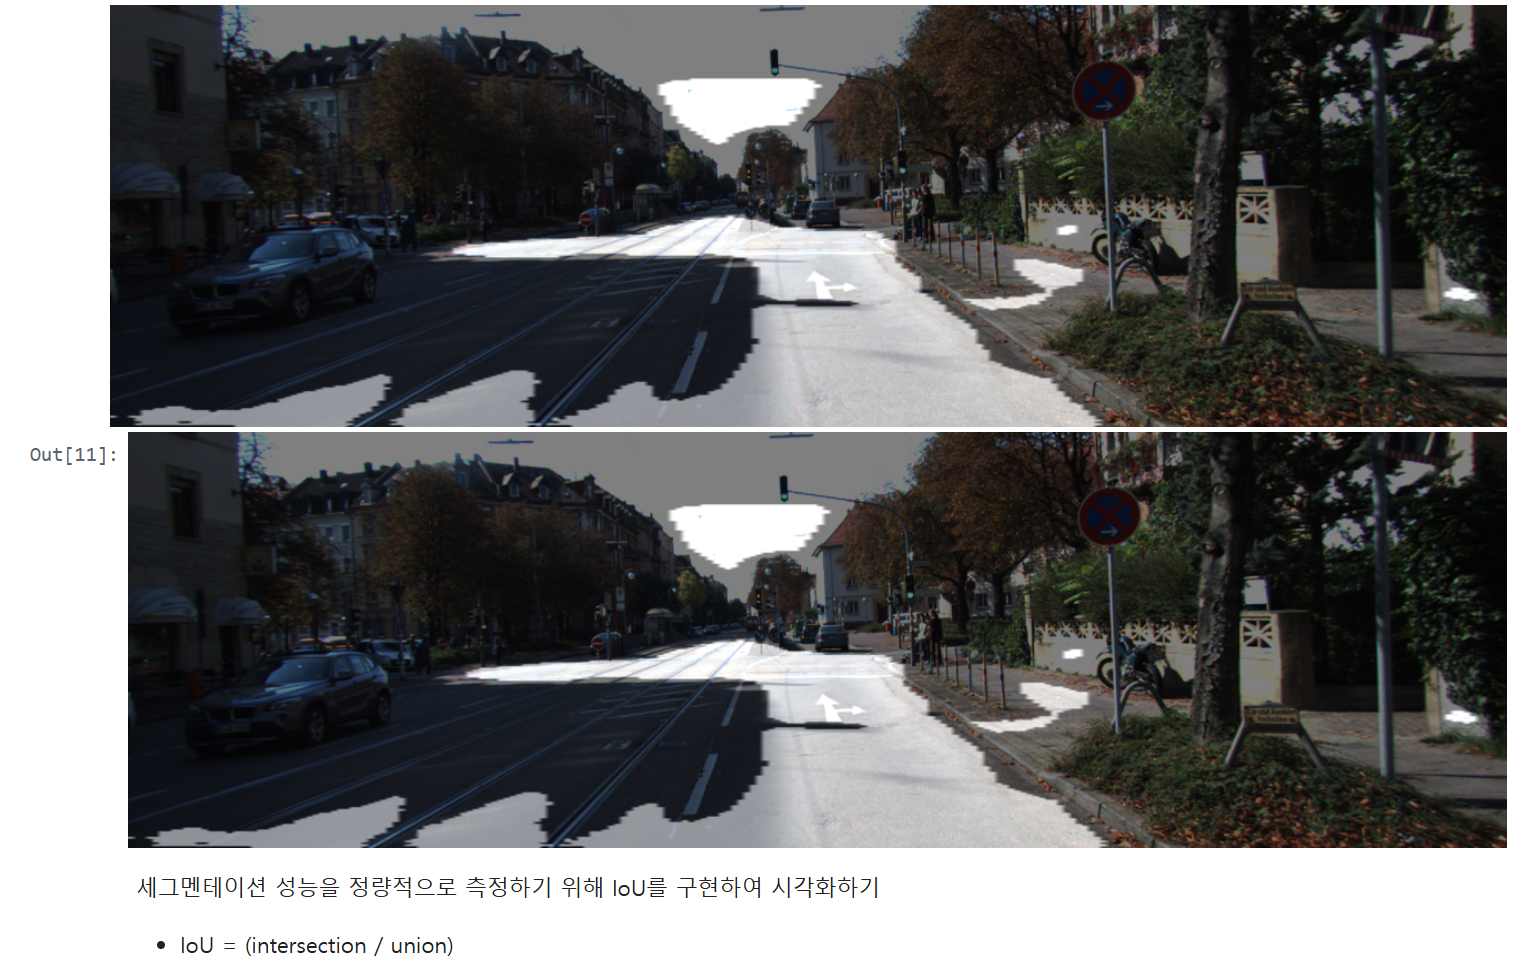 Out[11]:
세그멘테이션 성능을 정량적으로 측정하기 위해 IoU를 구현하여 시각화하기
• IoU = (intersection / union)